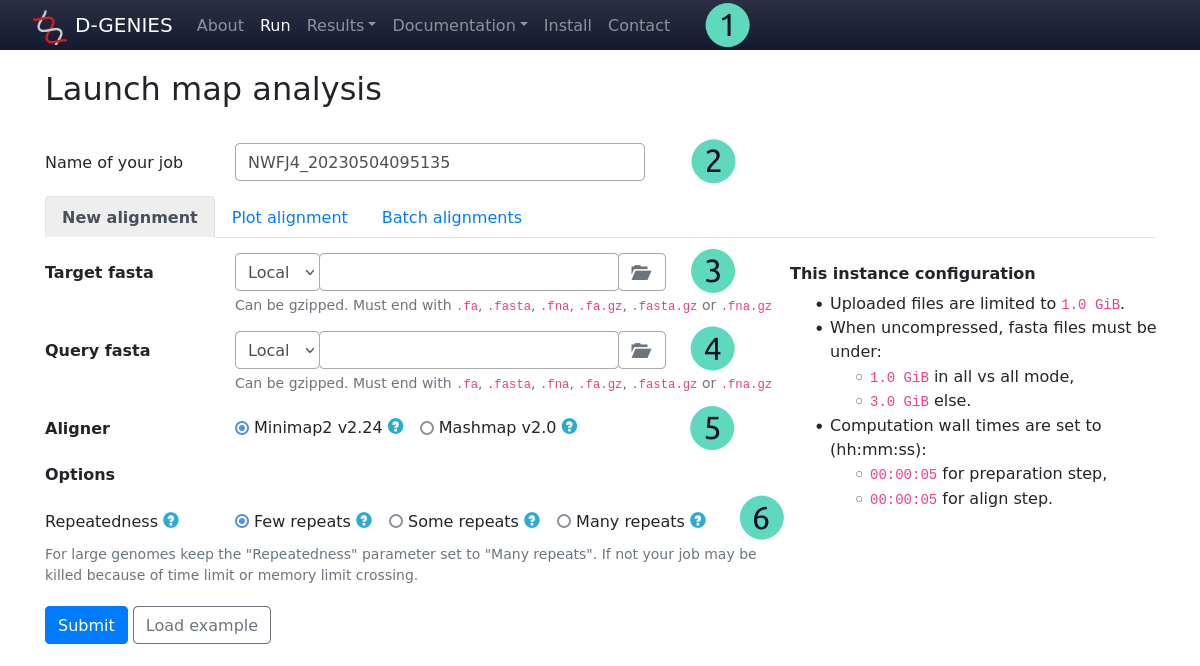 D-GENIES About Run Results Documentation Install Contact 1
Launch map analysis
Name of your job NWFJ4_20230504095135 2
New alignment Plot alignment Batch alignments
Target fasta Local 3
Can be gzipped. Must end with .fa, .fasta, .fna, .fa.gz, .fasta.gz or .fna.gz
Query fasta Local 4
Can be gzipped. Must end with .fa, .fasta, .fna, .fa.gz, .fasta.gz or .fna.gz
Aligner Minimap2 v2.24 ? Mashmap v2.0 ? 5
Options
Repeatedness ? Few repeats ? Some repeats ? Many repeats ? 6
For large genomes keep the "Repeatedness" parameter set to "Many repeats". If not your job may be
killed because of time limit or memory limit crossing.
Submit Load example
This instance configuration
• Uploaded files are limited to 1.0 GiB.
• When uncompressed, fasta files must be
under:
◦ 1.0 GiB in all vs all mode,
◦ 3.0 GiB else.
• Computation wall times are set to
(hh:mm:ss):
◦ 00:00:05 for preparation step,
◦ 00:00:05 for align step.